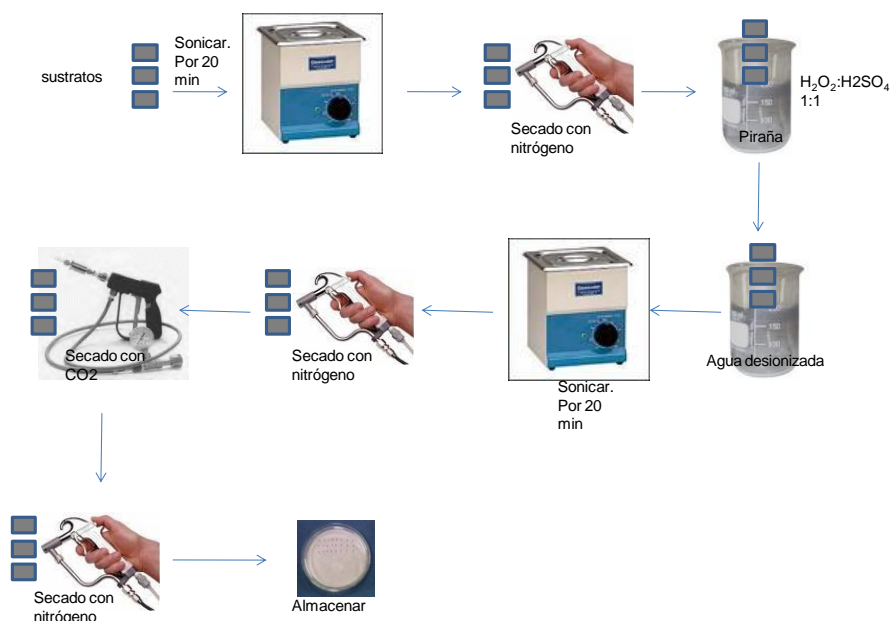 sustratos
Sonicar.
Por 20
min
Secado con
nitrógeno
Piraña
H₂O₂:H2SO₄
1:1
Agua desionizada
Sonicar.
Por 20
min
Secado con
nitrógeno
Secado con
CO2
Secado con
nitrógeno
Almacenar